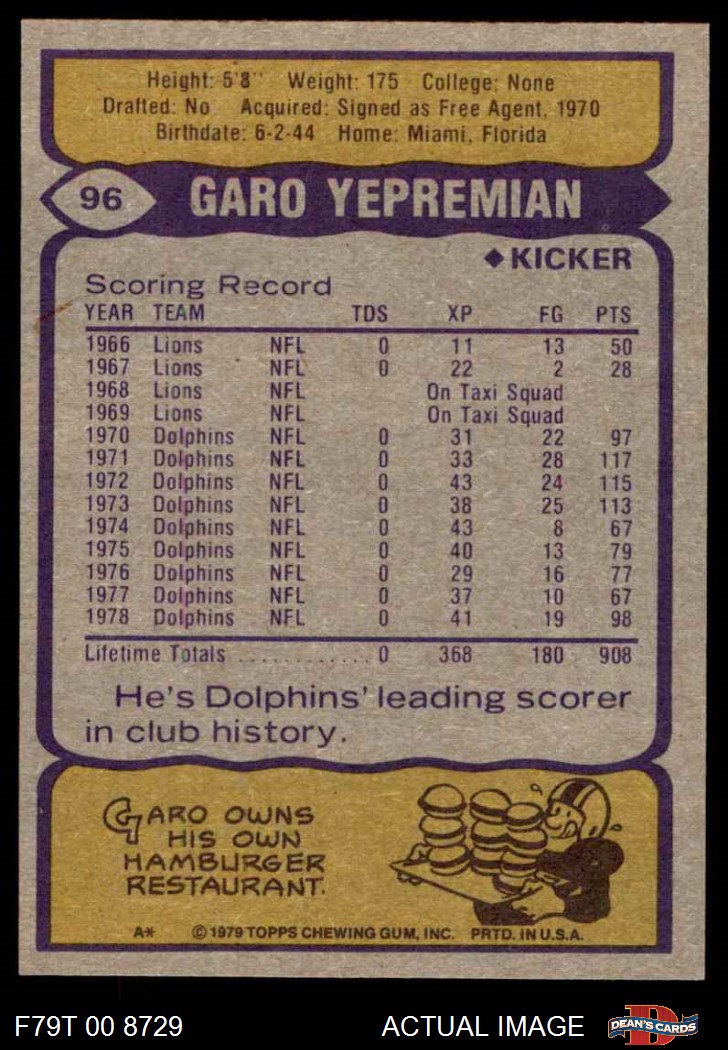 Height: 5'8" Weight: 175 College: None
Drafted: No Acquired: Signed as Free Agent, 1970
Birthdate: 6-2-44 Home: Miami, Florida
96 GARO YEPREMIAN
◆ KICKER
Scoring Record
YEAR TEAM TDS XP FG PTS
1966 Lions NFL 0 11 13 50
1967 Lions NFL 0 22 2 28
1968 Lions NFL On Taxi Squad
1969 Lions NFL On Taxi Squad
1970 Dolphins NFL 0 31 22 97
1971 Dolphins NFL 0 33 28 117
1972 Dolphins NFL 0 43 24 115
1973 Dolphins NFL 0 38 25 113
1974 Dolphins NFL 0 43 8 67
1975 Dolphins NFL 0 40 13 79
1976 Dolphins NFL 0 29 16 77
1977 Dolphins NFL 0 37 10 67
1978 Dolphins NFL 0 41 19 98
Lifetime Totals ............ 0 368 180 908
He's Dolphins' leading scorer
in club history.
GARO OWNS
HIS OWN
HAMBURGER
RESTAURANT.
A* © 1979 TOPPS CHEWING GUM, INC. PRTD. IN U.S.A.
F79T 00 8729 ACTUAL IMAGE D DEAN'S CARDS